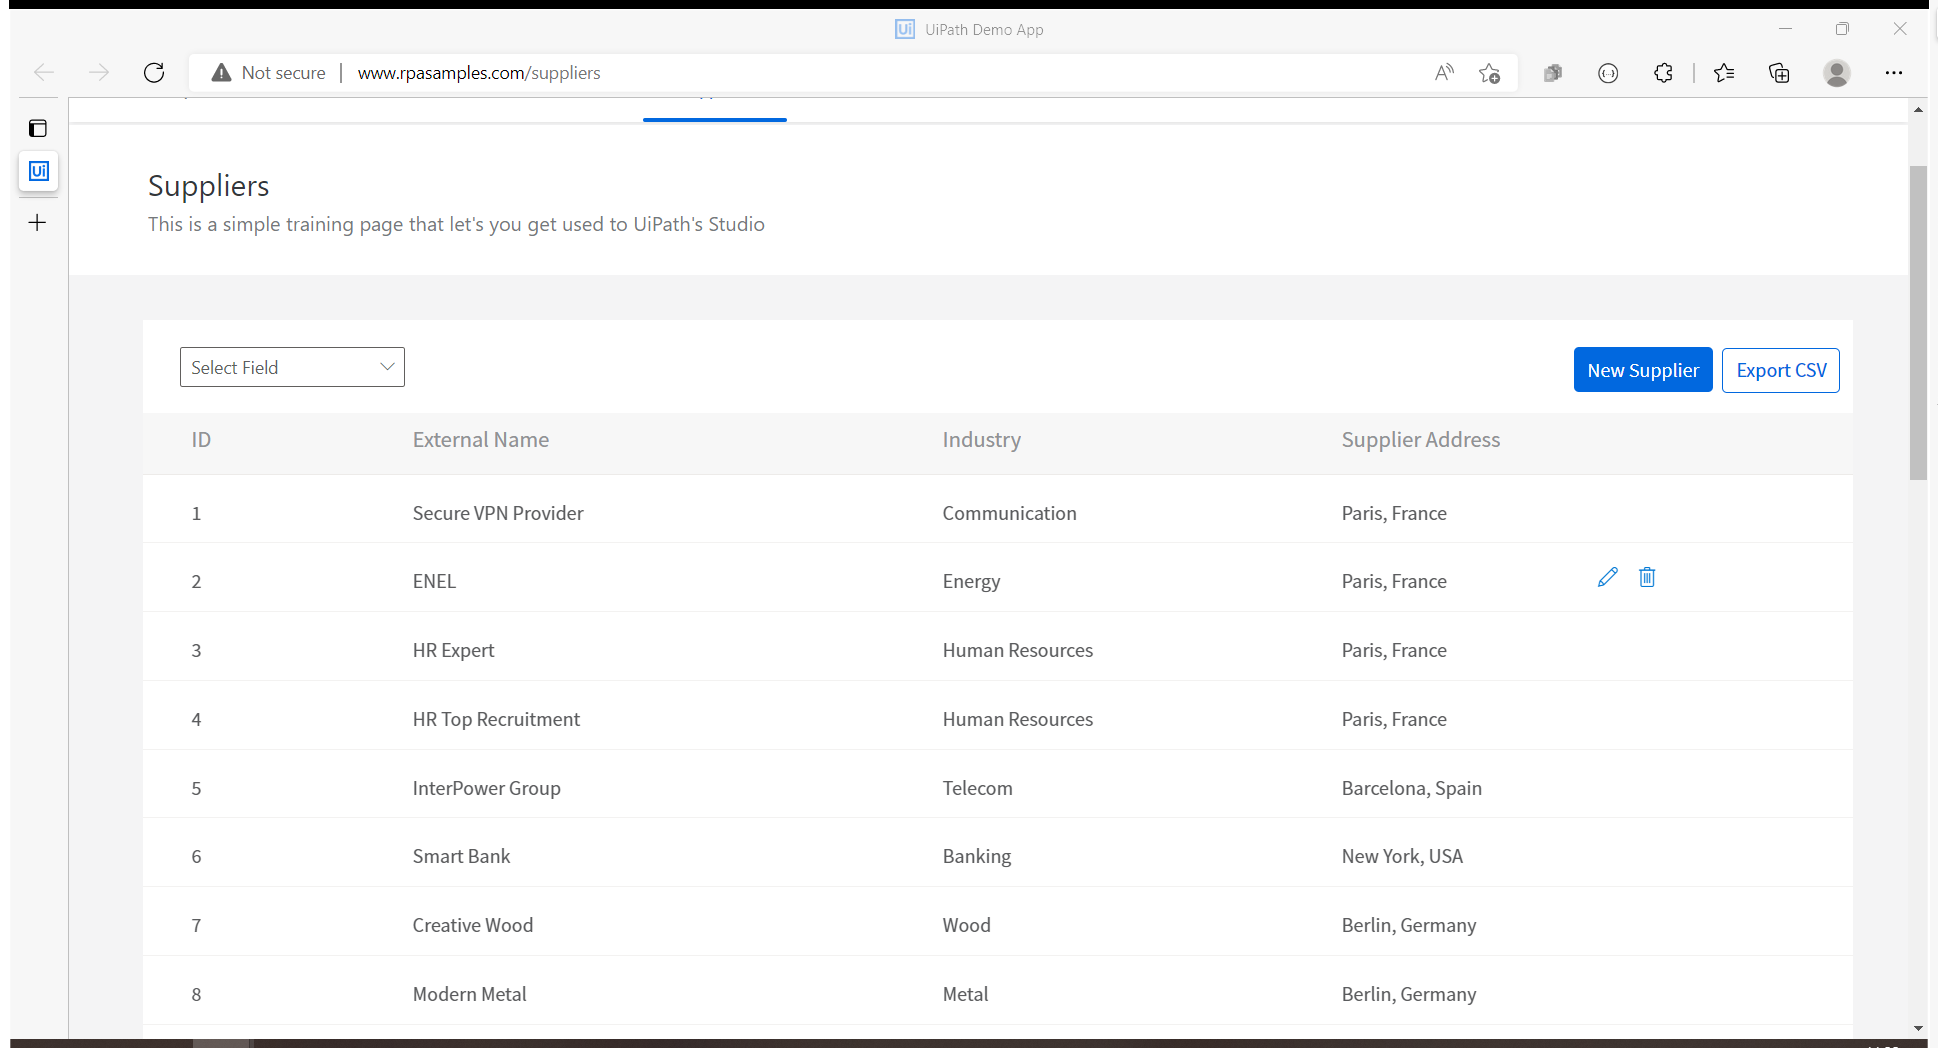 Ui UiPath Demo App
Not secure www.rpasamples.com/suppliers
Ui
Suppliers
This is a simple training page that let's you get used to UiPath's Studio
Select Field
New Supplier Export CSV
ID External Name Industry Supplier Address
1 Secure VPN Provider Communication Paris, France
2 ENEL Energy Paris, France
3 HR Expert Human Resources Paris, France
4 HR Top Recruitment Human Resources Paris, France
5 InterPower Group Telecom Barcelona, Spain
6 Smart Bank Banking New York, USA
7 Creative Wood Wood Berlin, Germany
8 Modern Metal Metal Berlin, Germany